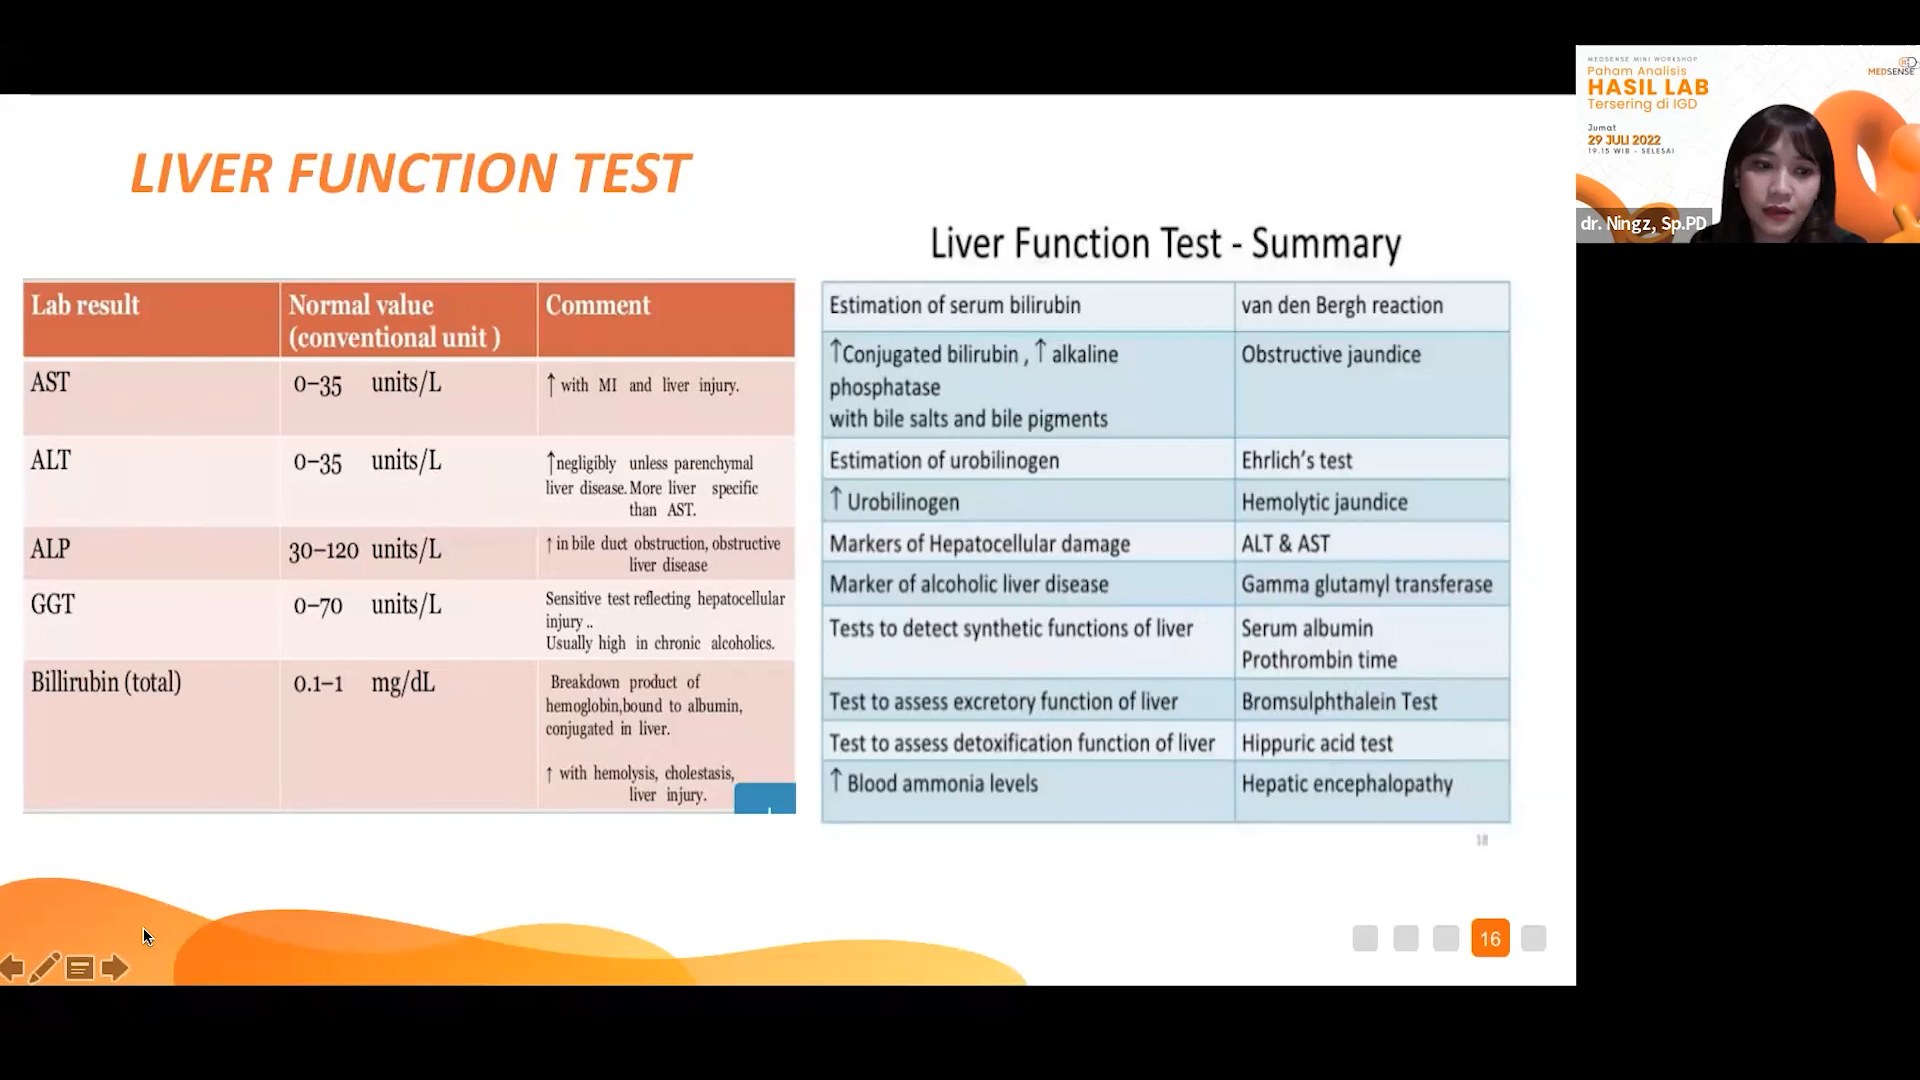 LIVER FUNCTION TEST
Lab result
Normal value
(conventional unit )
Comment
AST
0–35 units/L
↑ with MI and liver injury.
ALT
0–35 units/L
↑negligibly unless parenchymal
liver disease. More liver specific
than AST.
ALP
30–120 units/L
↑ in bile duct obstruction, obstructive
liver disease
GGT
0–70 units/L
Sensitive test reflecting hepatocellular
injury ..
Usually high in chronic alcoholics.
Billirubin (total)
0.1–1 mg/dL
Breakdown product of
hemoglobin,bound to albumin,
conjugated in liver.
↑ with hemolysis, cholestasis,
liver injury.
Liver Function Test - Summary
Estimation of serum bilirubin
van den Bergh reaction
↑Conjugated bilirubin , ↑ alkaline
phosphatase
with bile salts and bile pigments
Obstructive jaundice
Estimation of urobilinogen
Ehrlich's test
↑ Urobilinogen
Hemolytic jaundice
Markers of Hepatocellular damage
ALT & AST
Marker of alcoholic liver disease
Gamma glutamyl transferase
Tests to detect synthetic functions of liver
Serum albumin
Prothrombin time
Test to assess excretory function of liver
Bromsulphthalein Test
Test to assess detoxification function of liver
Hippuric acid test
↑ Blood ammonia levels
Hepatic encephalopathy
16
MEDSENSE MINI WORKSHOP
Paham Analisis
HASIL LAB
Tersering di IGD
Jumat
29 JULI 2022
19.15 WIB - SELESAI
MEDSENSE
dr. Ningz, Sp.PD